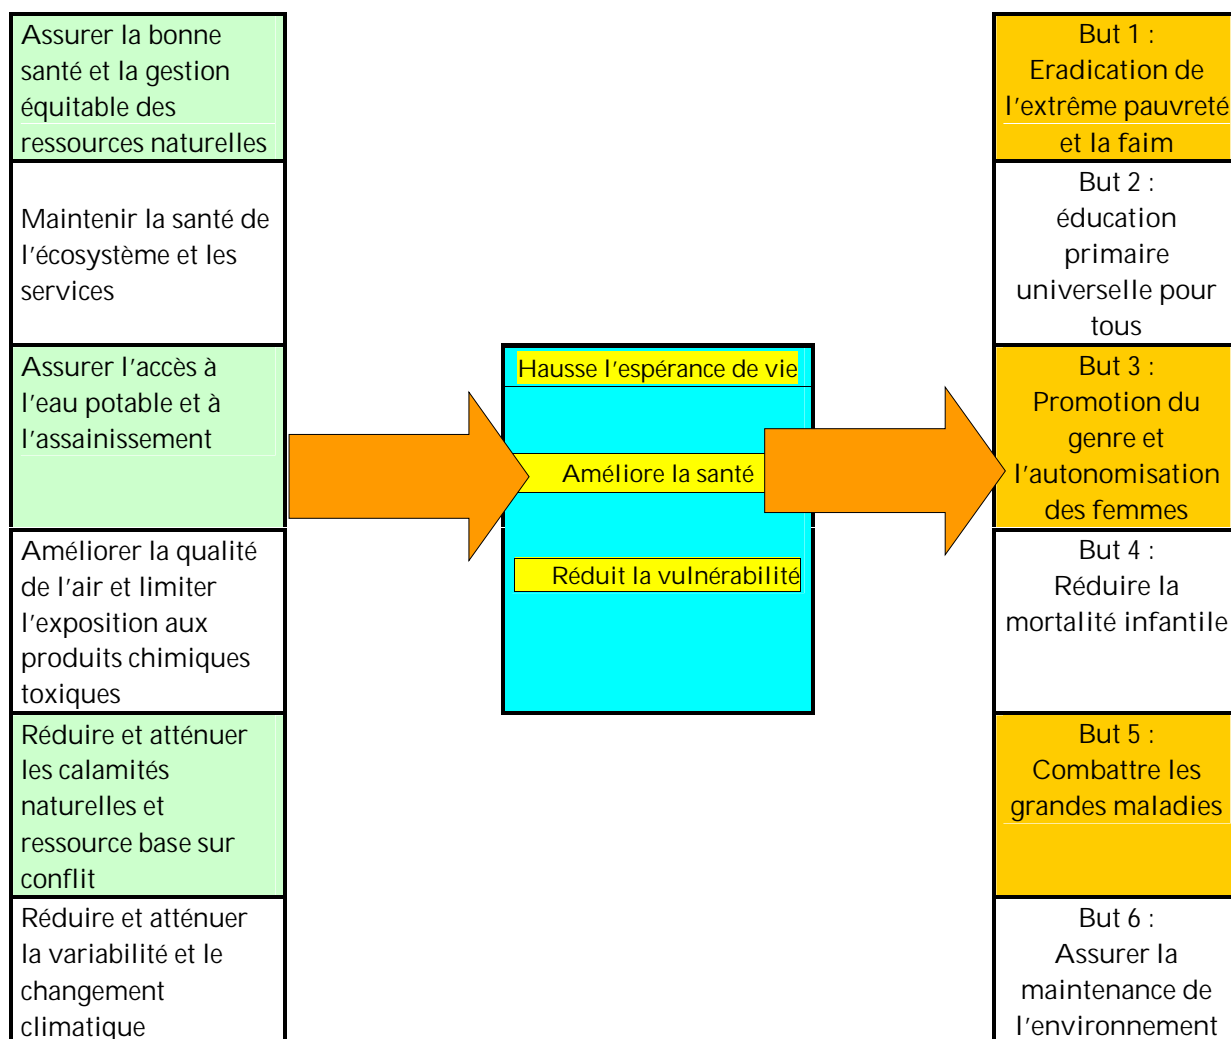 Assurer la bonne
santé et la gestion
équitable des
ressources naturelles
Maintenir la santé de
l'écosystème et les
services
Assurer l'accès à
l'eau potable et à
l'assainissement
Améliorer la qualité
de l'air et limiter
l'exposition aux
produits chimiques
toxiques
Réduire et atténuer
les calamités
naturelles et
ressource base sur
conflit
Réduire et atténuer
la variabilité et le
changement
climatique
Hausse l'espérance de vie
Améliore la santé
Réduit la vulnérabilité
But 1 :
Eradication de
l'extrême pauvreté
et la faim
But 2 :
éducation
primaire
universelle pour
tous
But 3 :
Promotion du
genre et
l'autonomisation
des femmes
But 4 :
Réduire la
mortalité infantile
But 5 :
Combattre les
grandes maladies
But 6 :
Assurer la
maintenance de
l'environnement